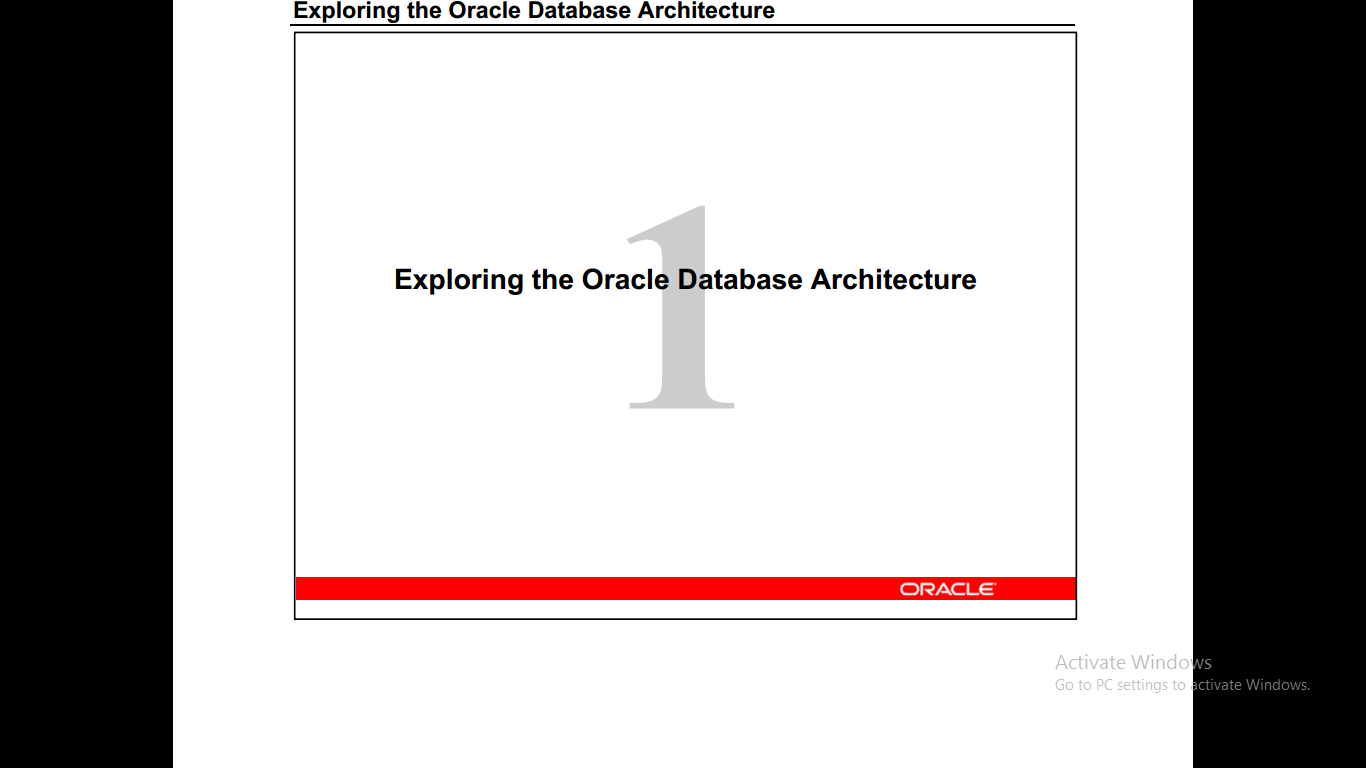 Exploring the Oracle Database Architecture
1
Exploring the Oracle Database Architecture
ORACLE
Activate Windows
Go to PC settings to activate Windows.